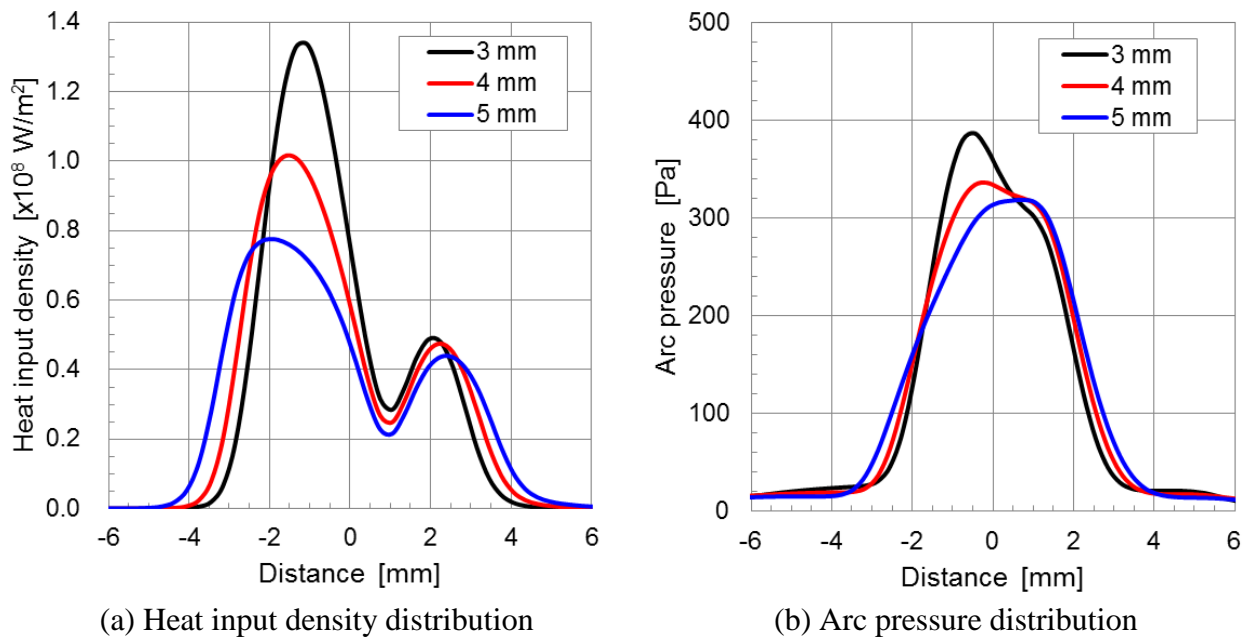 Heat input density [x10⁸ W/m²]
1.4
1.2
1.0
0.8
0.6
0.4
0.2
0.0
3 mm
4 mm
5 mm
-6 -4 -2 0 2 4 6
Distance [mm]
(a) Heat input density distribution
Arc pressure [Pa]
500
400
300
200
100
0
3 mm
4 mm
5 mm
-6 -4 -2 0 2 4 6
Distance [mm]
(b) Arc pressure distribution